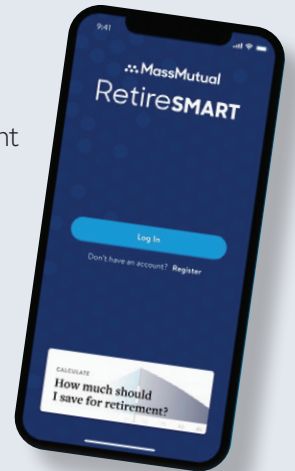 9:41
MassMutual
RetireSMART
nt
Log In
Don't have an account? Register
CALCULATE
How much should
I save for retirement?